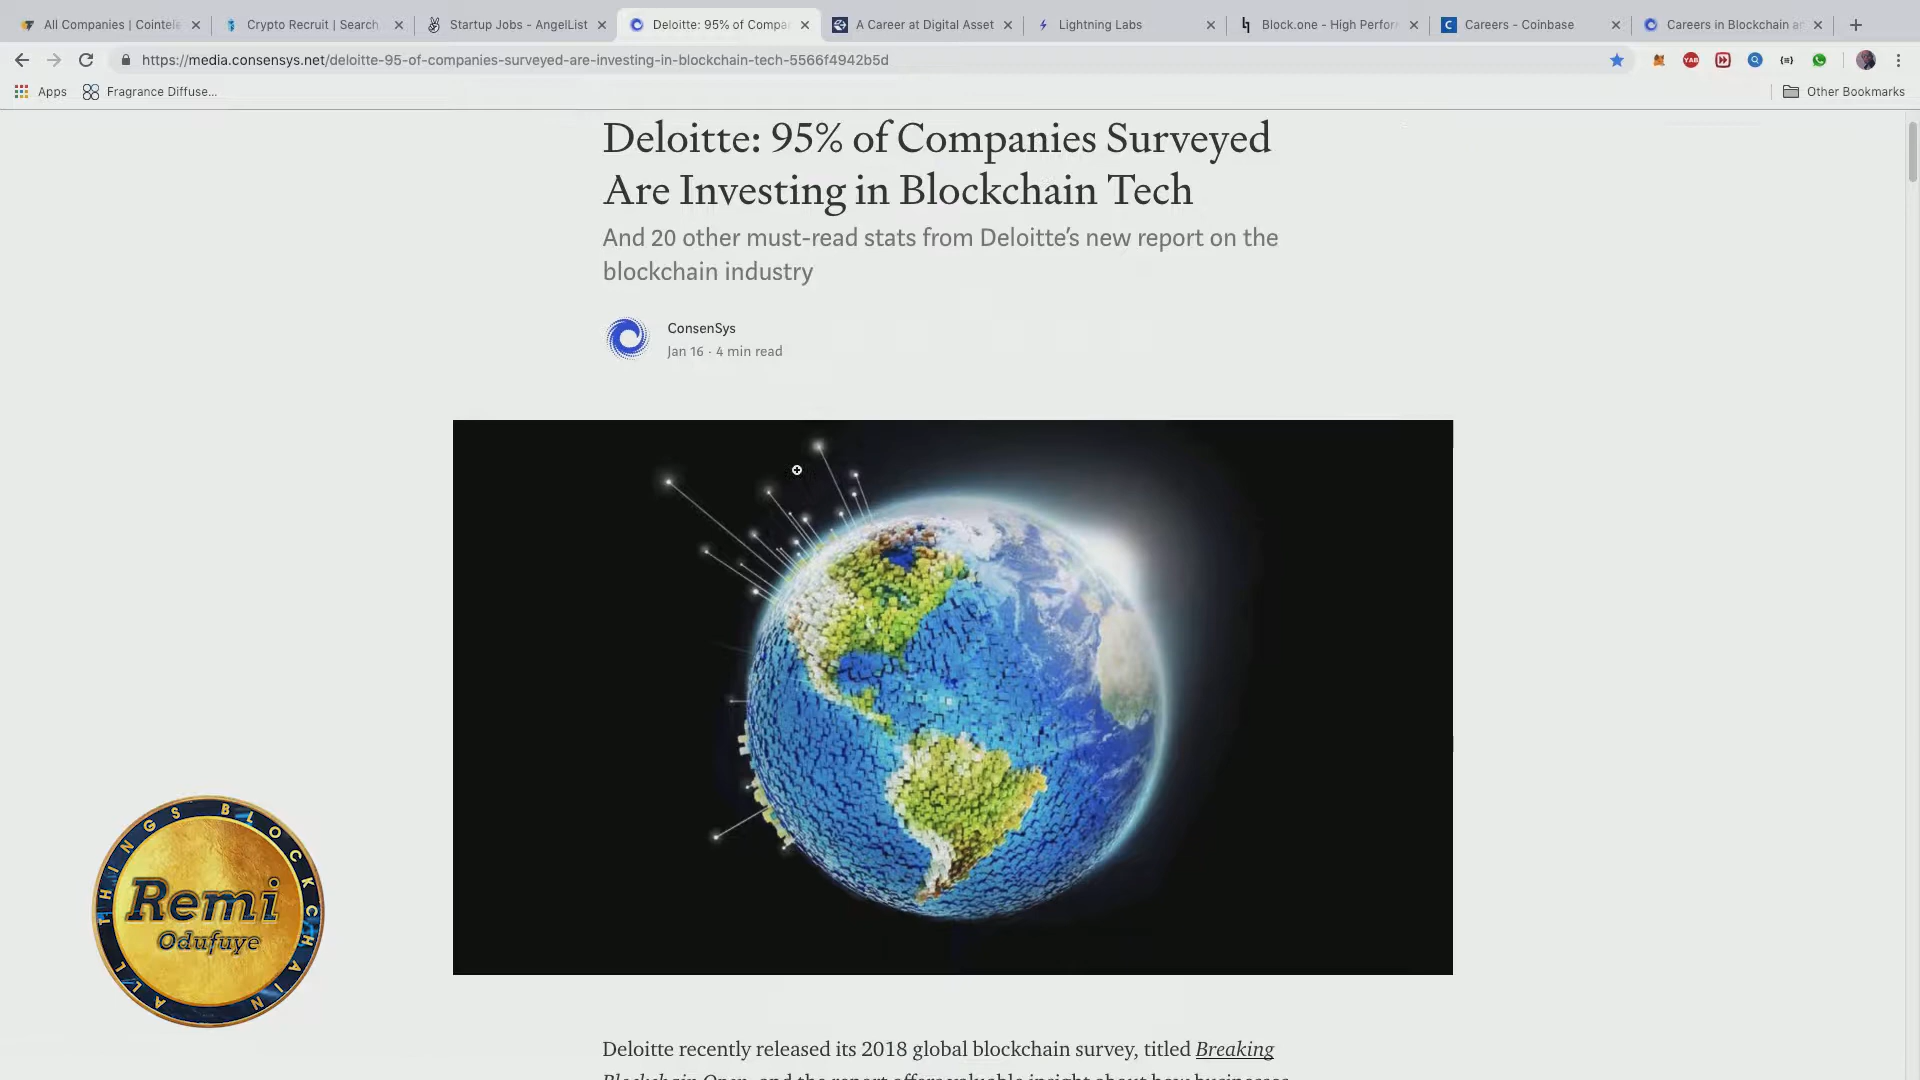 All Companies | Cointele
Crypto Recruit | Search
Startup Jobs - AngelList
Deloitte: 95% of Compa
A Career at Digital Asset
Lightning Labs
Block.one - High Perfor
Careers - Coinbase
Careers in Blockchain an
https://media.consensys.net/deloitte-95-of-companies-surveyed-are-investing-in-blockchain-tech-5566f4942b5d
YAB
Apps
Fragrance Diffuse...
Other Bookmarks
Deloitte: 95% of Companies Surveyed
Are Investing in Blockchain Tech
And 20 other must-read stats from Deloitte's new report on the
blockchain industry
ConsenSys
Jan 16 · 4 min read
ALL THINGS BLOCKCHAIN
Remi
Odufuye
Deloitte recently released its 2018 global blockchain survey, titled Breaking
Blockchain Open, and the report offers valuable insight about how businesses